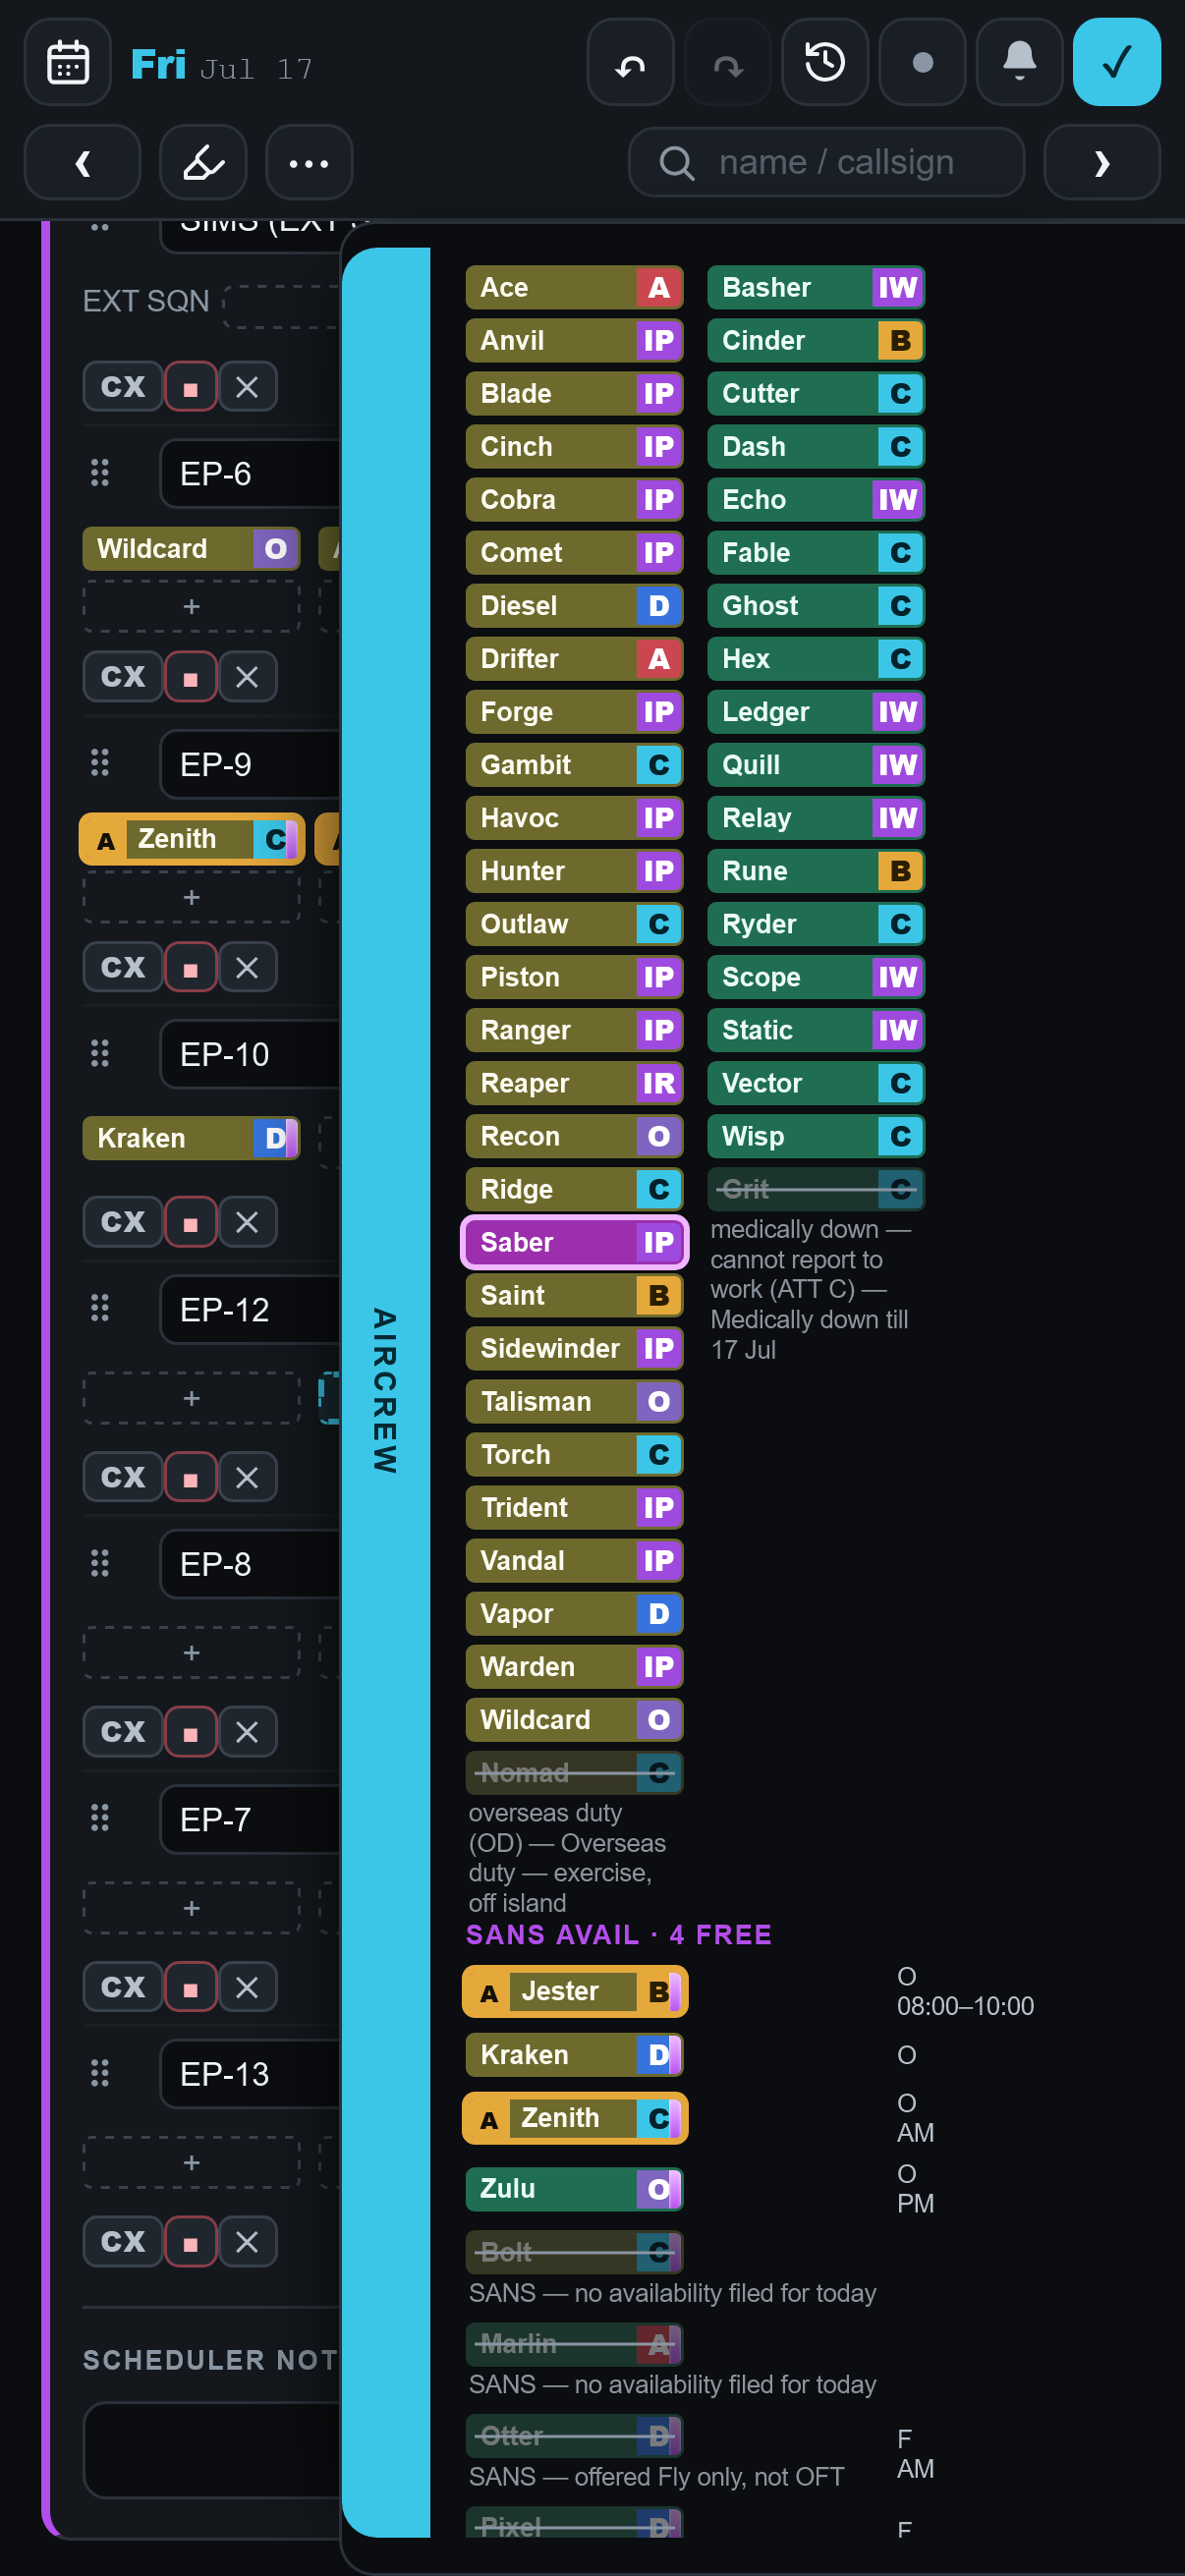 Fri Jul 17
name / callsign
EXT SQN
CX
EP-6
Wildcard O
+
CX
EP-9
A Zenith C
+
CX
EP-10
Kraken D
CX
EP-12
+
CX
EP-8
+
CX
EP-7
+
CX
EP-13
+
CX
SCHEDULER NOT
AIRCREW
Ace A
Anvil IP
Blade IP
Cinch IP
Cobra IP
Comet IP
Diesel D
Drifter A
Forge IP
Gambit C
Havoc IP
Hunter IP
Outlaw C
Piston IP
Ranger IP
Reaper IR
Recon O
Ridge C
Saber IP
Saint B
Sidewinder IP
Talisman O
Torch C
Trident IP
Vandal IP
Vapor D
Warden IP
Wildcard O
Nomad C
overseas duty
(OD) — Overseas
duty — exercise,
off island
Basher IW
Cinder B
Cutter C
Dash C
Echo IW
Fable C
Ghost C
Hex C
Ledger IW
Quill IW
Relay IW
Rune B
Ryder C
Scope IW
Static IW
Vector C
Wisp C
Grit C
medically down —
cannot report to
work (ATT C) —
Medically down till
17 Jul
SANS AVAIL · 4 FREE
A Jester B
O
08:00–10:00
Kraken D
O
A Zenith C
O
AM
Zulu O
O
PM
Bolt C
SANS — no availability filed for today
Marlin A
SANS — no availability filed for today
Otter D
F
AM
SANS — offered Fly only, not OFT
Pixel D
F